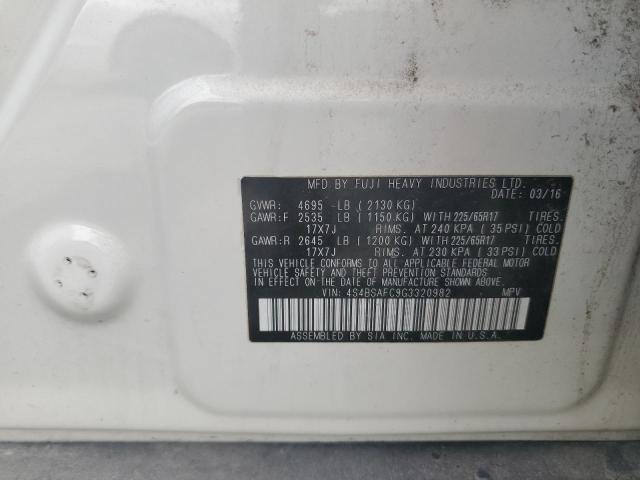 MFD BY FUJI HEAVY INDUSTRIES LTD.
DATE: 03/16
GVWR: 4695 -LB ( 2130 KG)
GAWR:F 2535 LB ( 1150 KG) WITH 225/65R17 TIRES.
17X7J RIMS. AT 240 KPA ( 35 PSI) COLD
GAWR:R 2645 LB ( 1200 KG) WITH 225/65R17 TIRES.
17X7J RIMS. AT 230 KPA ( 33 PSI) COLD
THIS VEHICLE CONFORMS TO ALL APPLICABLE FEDERAL MOTOR
VEHICLE SAFETY AND THEFT PREVENTION STANDARDS
IN EFFECT ON THE DATE OF MANUFACTURE SHOWN ABOVE.
VIN: 4S4BSAFC9G3320982 MPV
ASSEMBLED BY SIA INC. IN U.S.A.